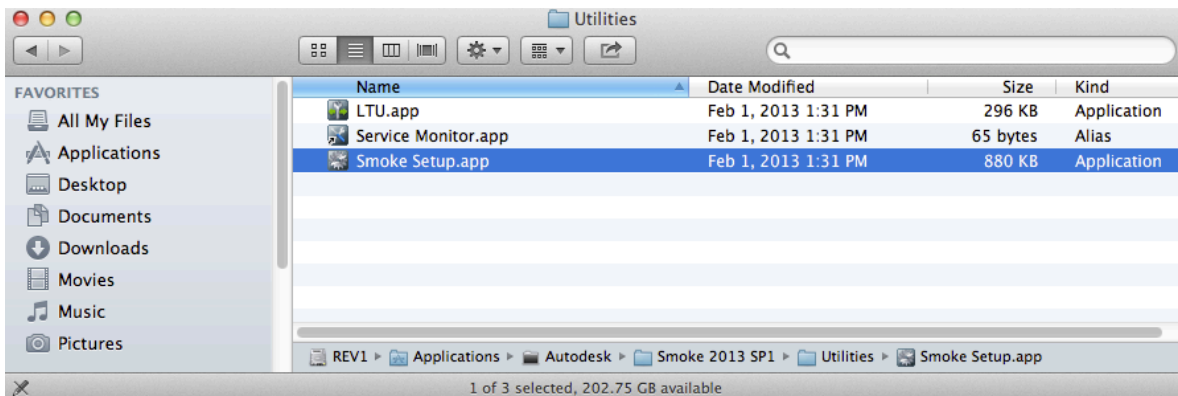 Utilities
FAVORITES
All My Files
Applications
Desktop
Documents
Downloads
Movies
Music
Pictures
Name Date Modified Size Kind
LTU.app Feb 1, 2013 1:31 PM 296 KB Application
Service Monitor.app Feb 1, 2013 1:31 PM 65 bytes Alias
Smoke Setup.app Feb 1, 2013 1:31 PM 880 KB Application
REV1 ▸ Applications ▸ Autodesk ▸ Smoke 2013 SP1 ▸ Utilities ▸ Smoke Setup.app
1 of 3 selected, 202.75 GB available